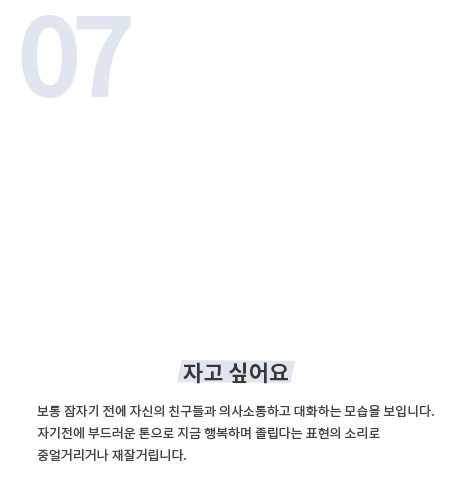 07
자고 싶어요
보통 잠자기 전에 자신의 친구들과 의사소통하고 대화하는 모습을 보입니다.
자기전에 부드러운 톤으로 지금 행복하며 졸립다는 표현의 소리로
중얼거리거나 재잘거립니다.